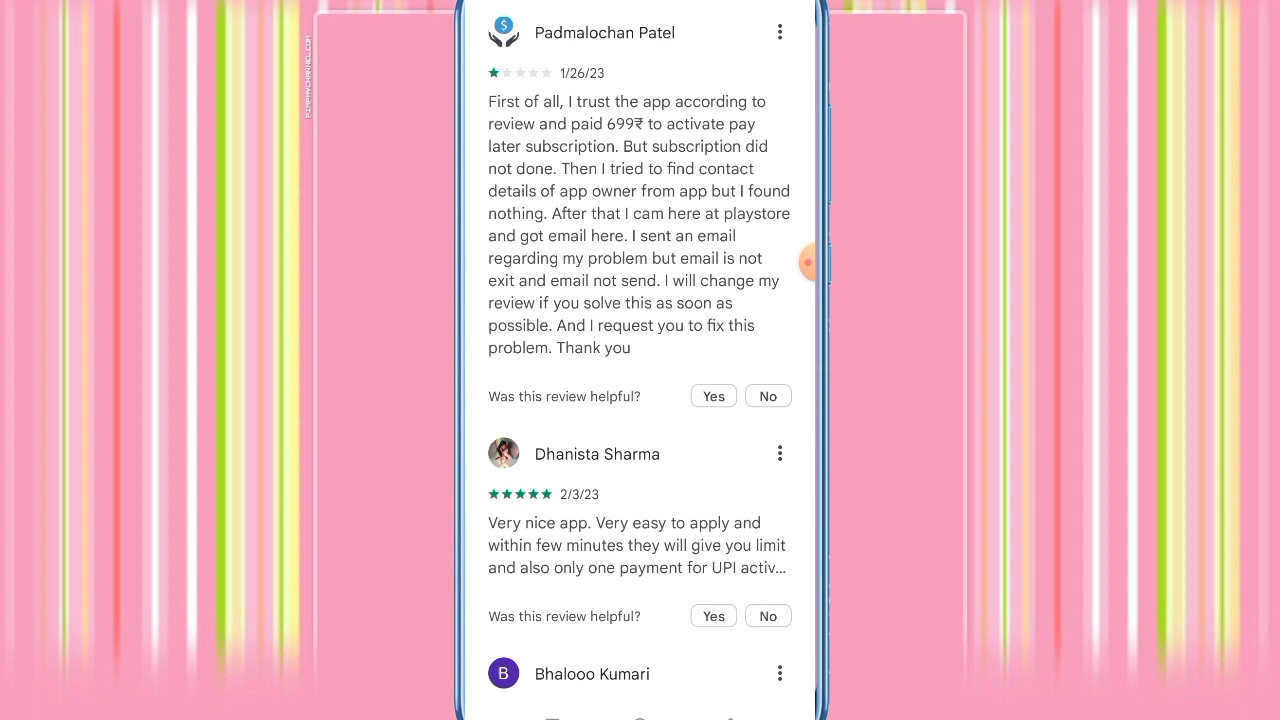 Padmalochan Patel
1/26/23
First of all, I trust the app according to
review and paid 699₹ to activate pay
later subscription. But subscription did
not done. Then I tried to find contact
details of app owner from app but I found
nothing. After that I cam here at playstore
and got email here. I sent an email
regarding my problem but email is not
exit and email not send. I will change my
review if you solve this as soon as
possible. And I request you to fix this
problem. Thank you
Was this review helpful? Yes No
Dhanista Sharma
2/3/23
Very nice app. Very easy to apply and
within few minutes they will give you limit
and also only one payment for UPI activ...
Was this review helpful? Yes No
B Bhalooo Kumari